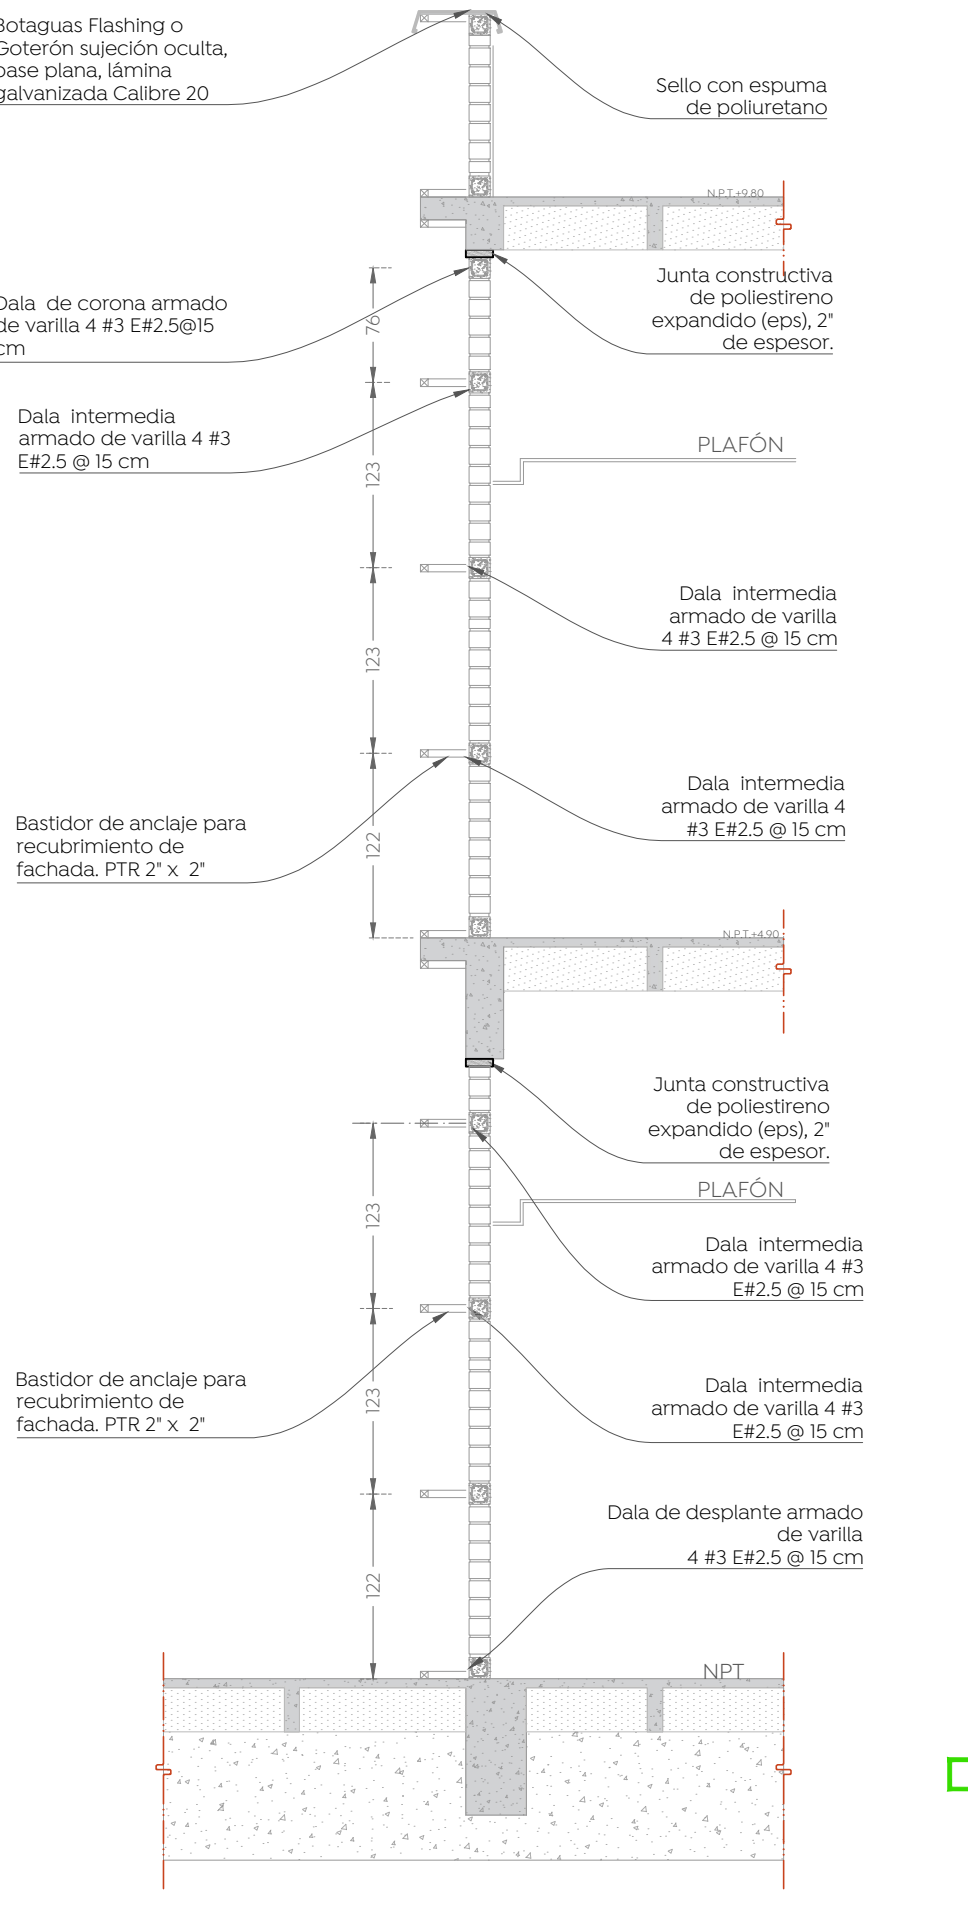 Botaguas Flashing o
Goterón sujeción oculta,
base plana, lámina
galvanizada Calibre 20
Sello con espuma
de poliuretano
N.P.T.+9.80
Junta constructiva
de poliestireno
expandido (eps), 2"
de espesor.
Dala de corona armado
de varilla 4 #3 E#2.5@15
cm
76
Dala intermedia
armado de varilla 4 #3
E#2.5 @ 15 cm
PLAFÓN
123
Dala intermedia
armado de varilla
4 #3 E#2.5 @ 15 cm
123
Dala intermedia
armado de varilla 4
#3 E#2.5 @ 15 cm
Bastidor de anclaje para
recubrimiento de
fachada. PTR 2" x 2"
122
N.P.T.+4.90
Junta constructiva
de poliestireno
expandido (eps), 2"
de espesor.
PLAFÓN
123
Dala intermedia
armado de varilla 4 #3
E#2.5 @ 15 cm
Bastidor de anclaje para
recubrimiento de
fachada. PTR 2" x 2"
123
Dala intermedia
armado de varilla 4 #3
E#2.5 @ 15 cm
Dala de desplante armado
de varilla
4 #3 E#2.5 @ 15 cm
122
NPT